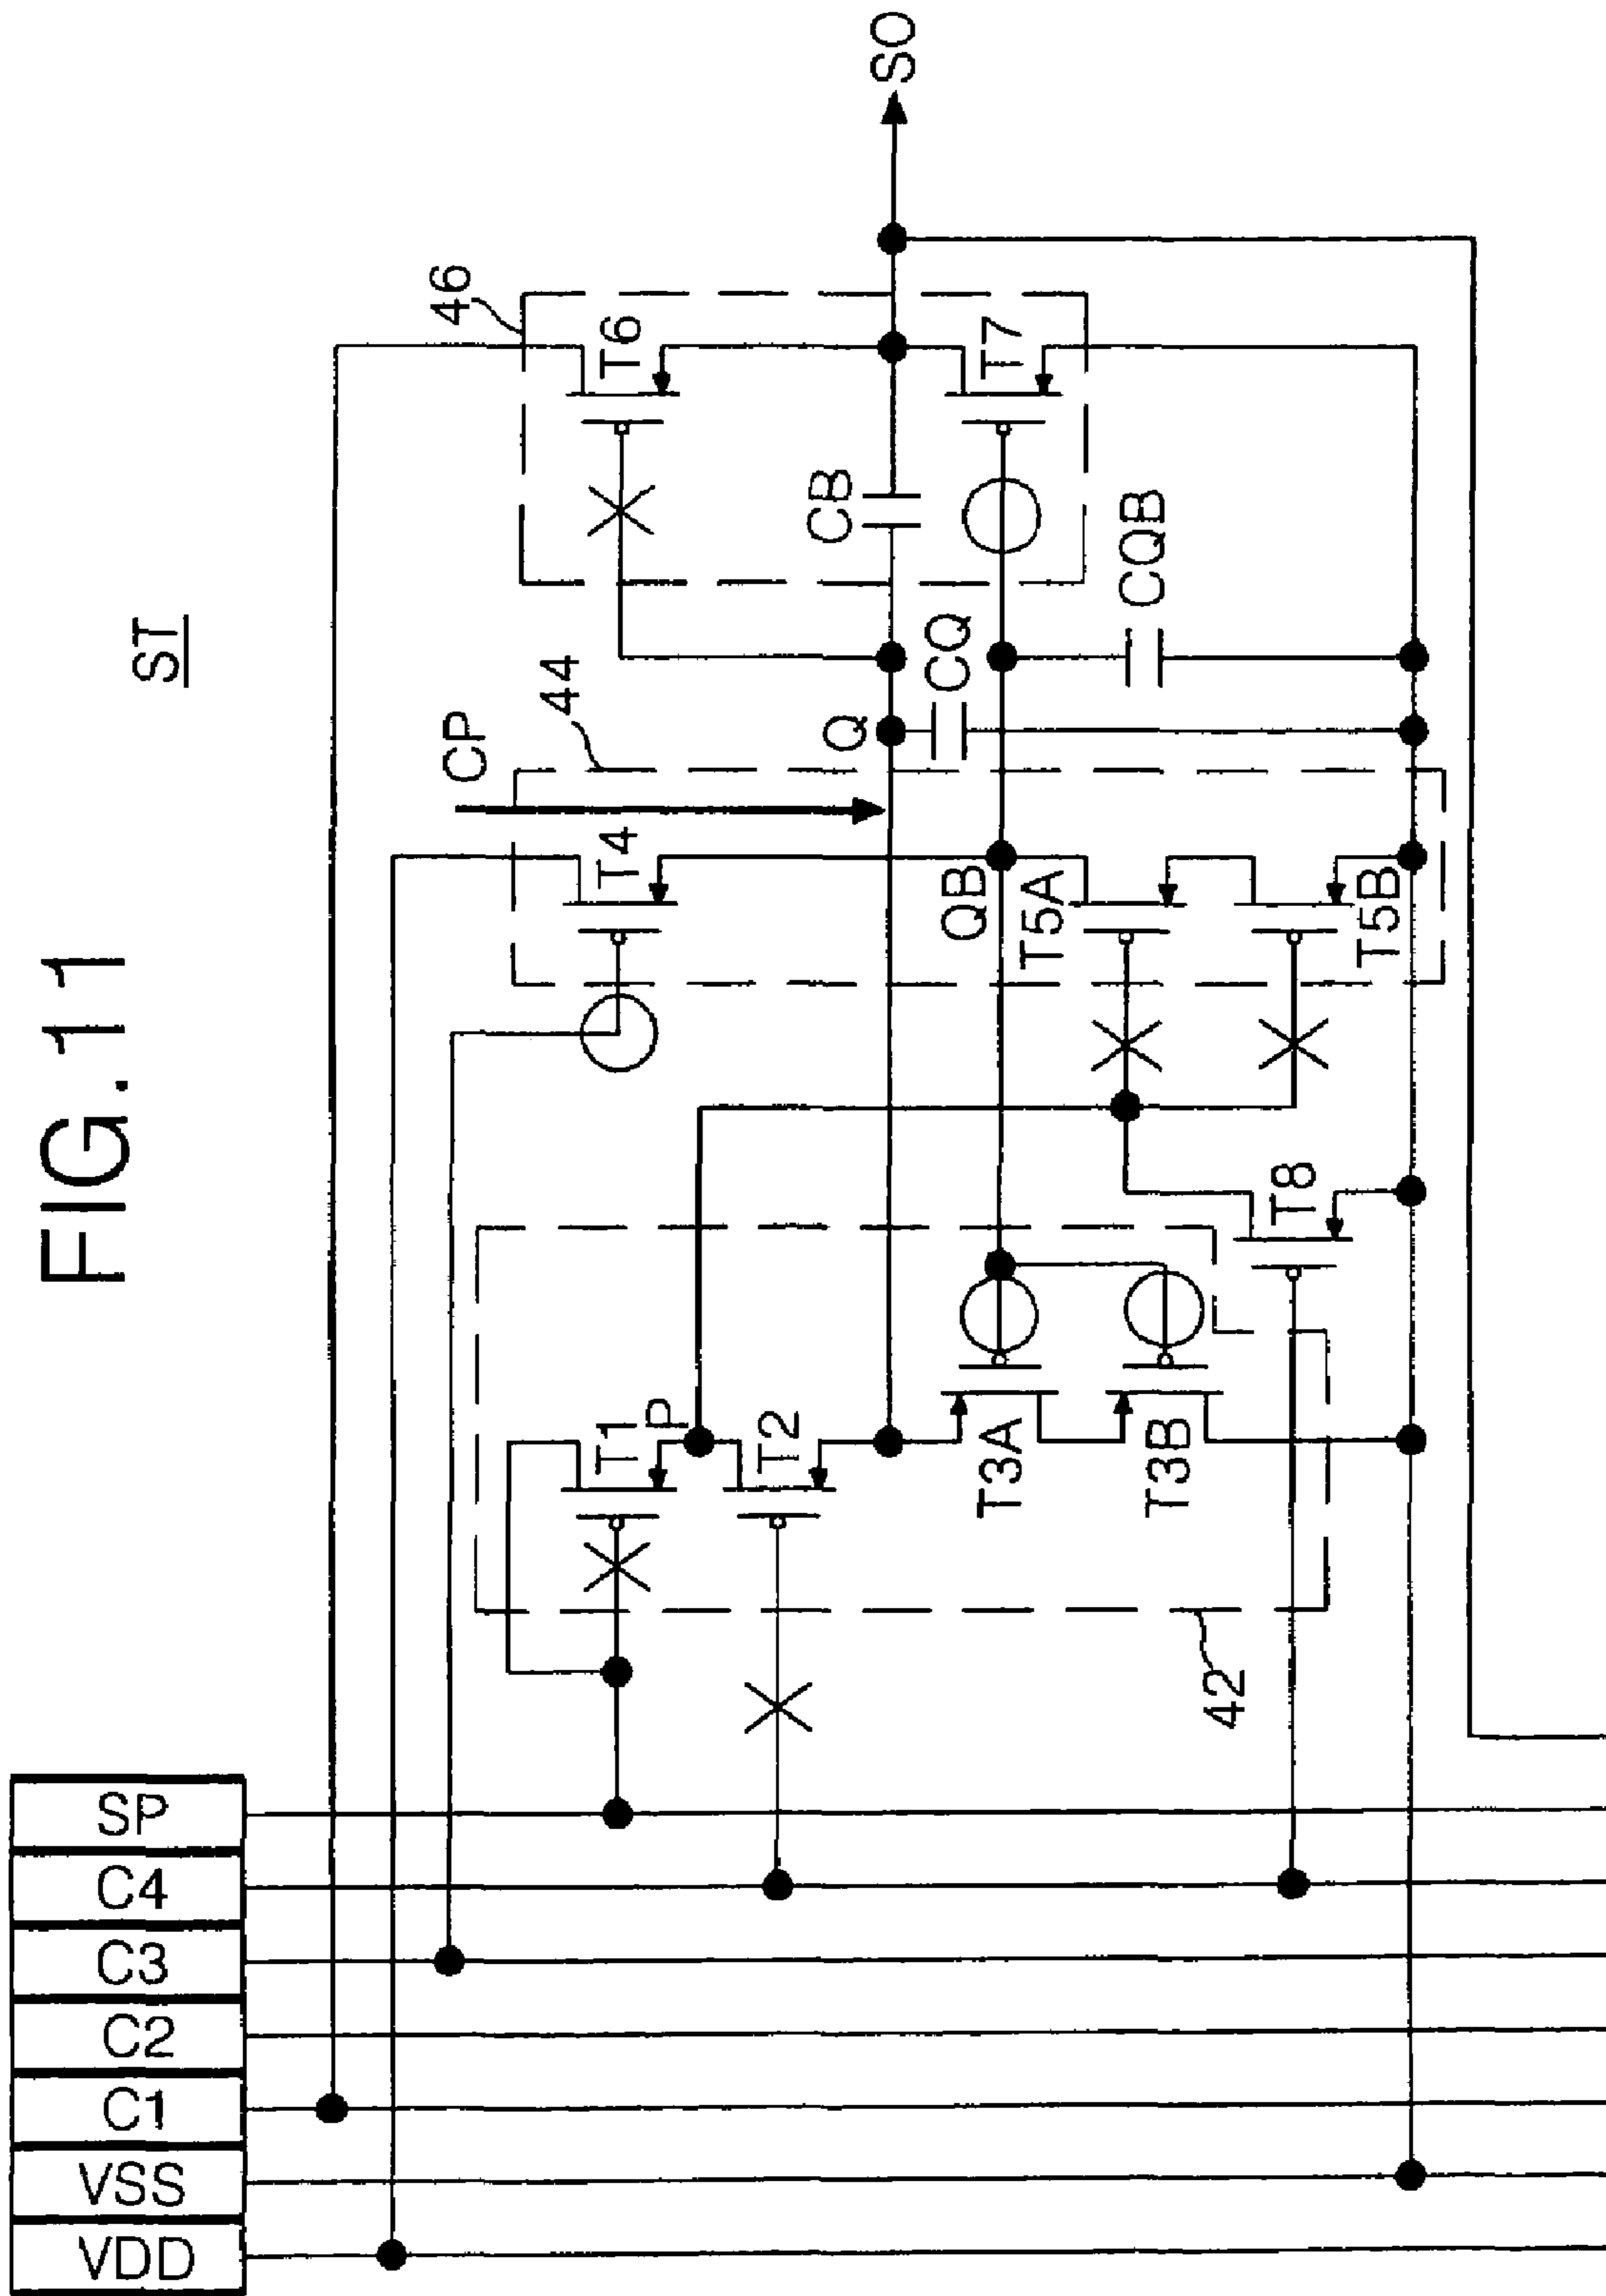 FIG.11
ST
SP
C4
C3
C2
C1
VSS
VDD
CP
44
46
42
T1
P
T2
T3A
T3B
T8
T4
QB
T5A
T5B
Q
CQ
CB
CQB
T6
T7
SO